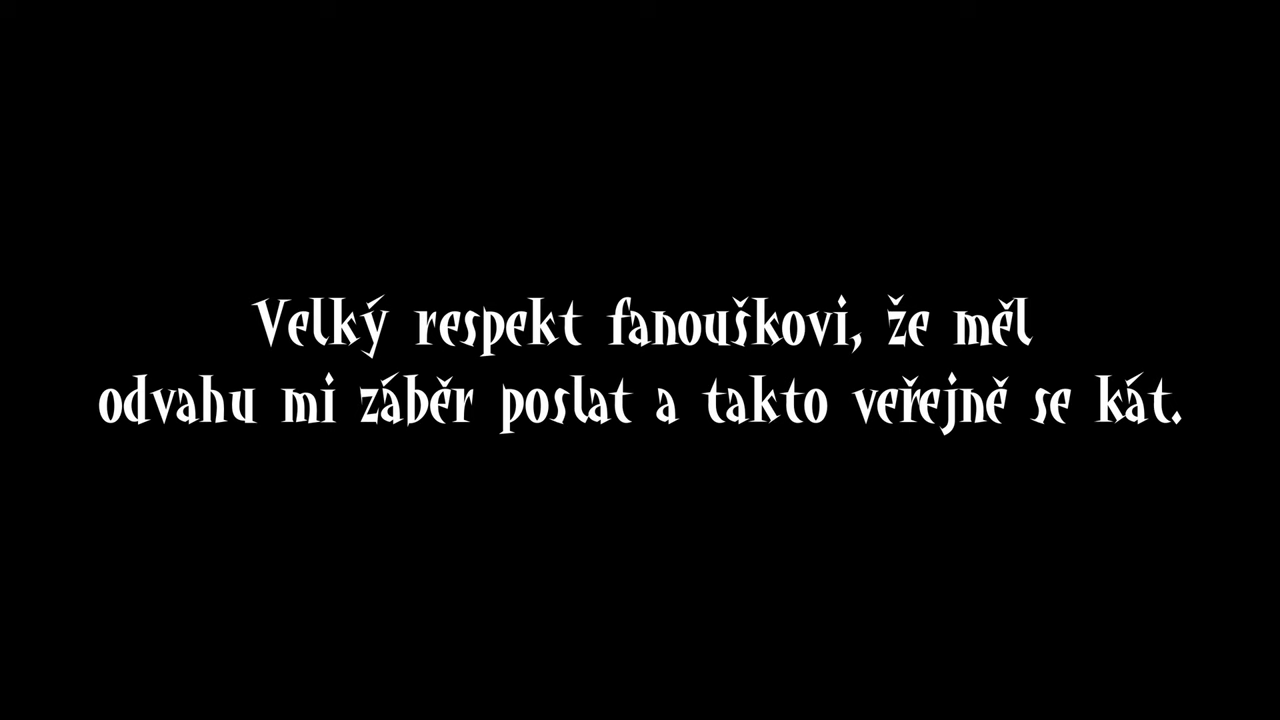 Velký respekt fanouškovi, že měl
odvahu mi záběr poslat a takto veřejně se kát.